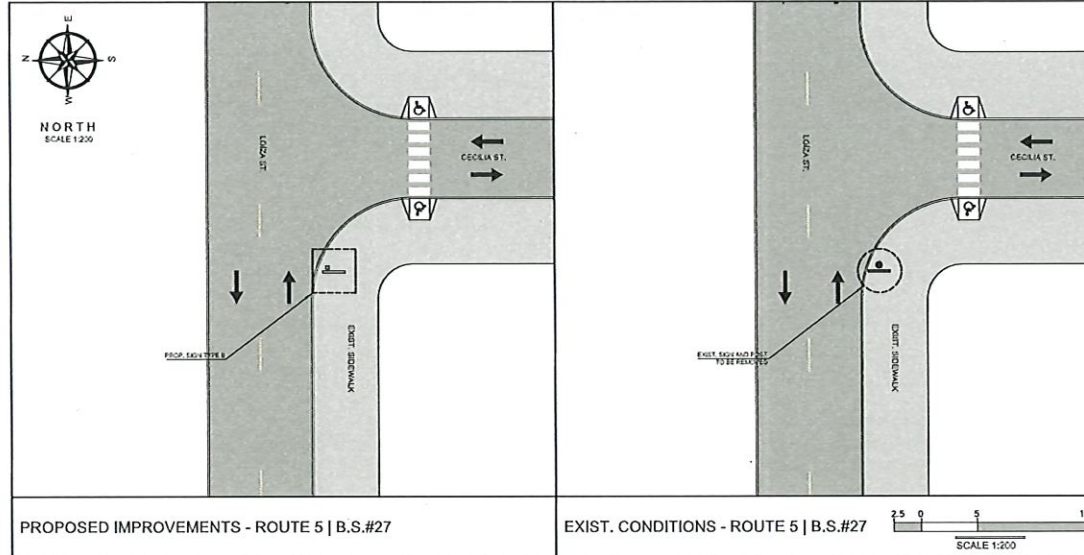 E
N
S
W
NORTH
SCALE 1:200
LOIZA ST.
CECILIA ST.
PROP. SIGN TYPE B
EXIST. SIDEWALK
PROPOSED IMPROVEMENTS - ROUTE 5 | B.S.#27
LOIZA ST.
CECILIA ST.
EXIST. SIGN AND POST
TO BE REMOVED
EXIST. SIDEWALK
EXIST. CONDITIONS - ROUTE 5 | B.S.#27
2.5 0 5
SCALE 1:200